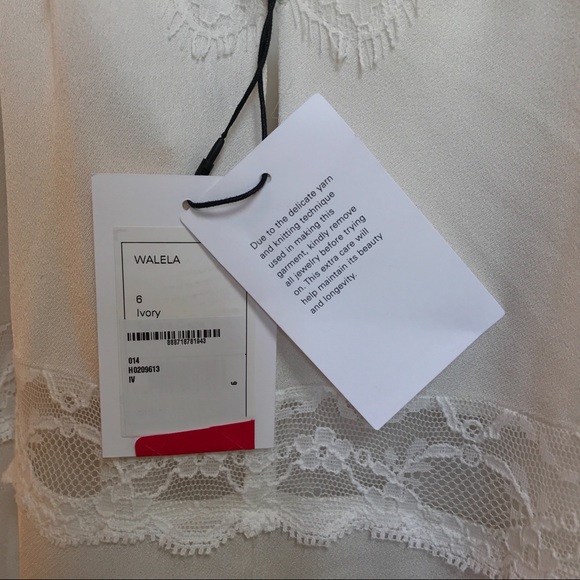 WALELA
6
Ivory
888718781943
014
H0209613
IV
6
Due to the delicate yarn
and knitting technique
used in making this
garment, kindly remove
all jewelry before trying
on. This extra care will
help maintain its beauty
and longevity.